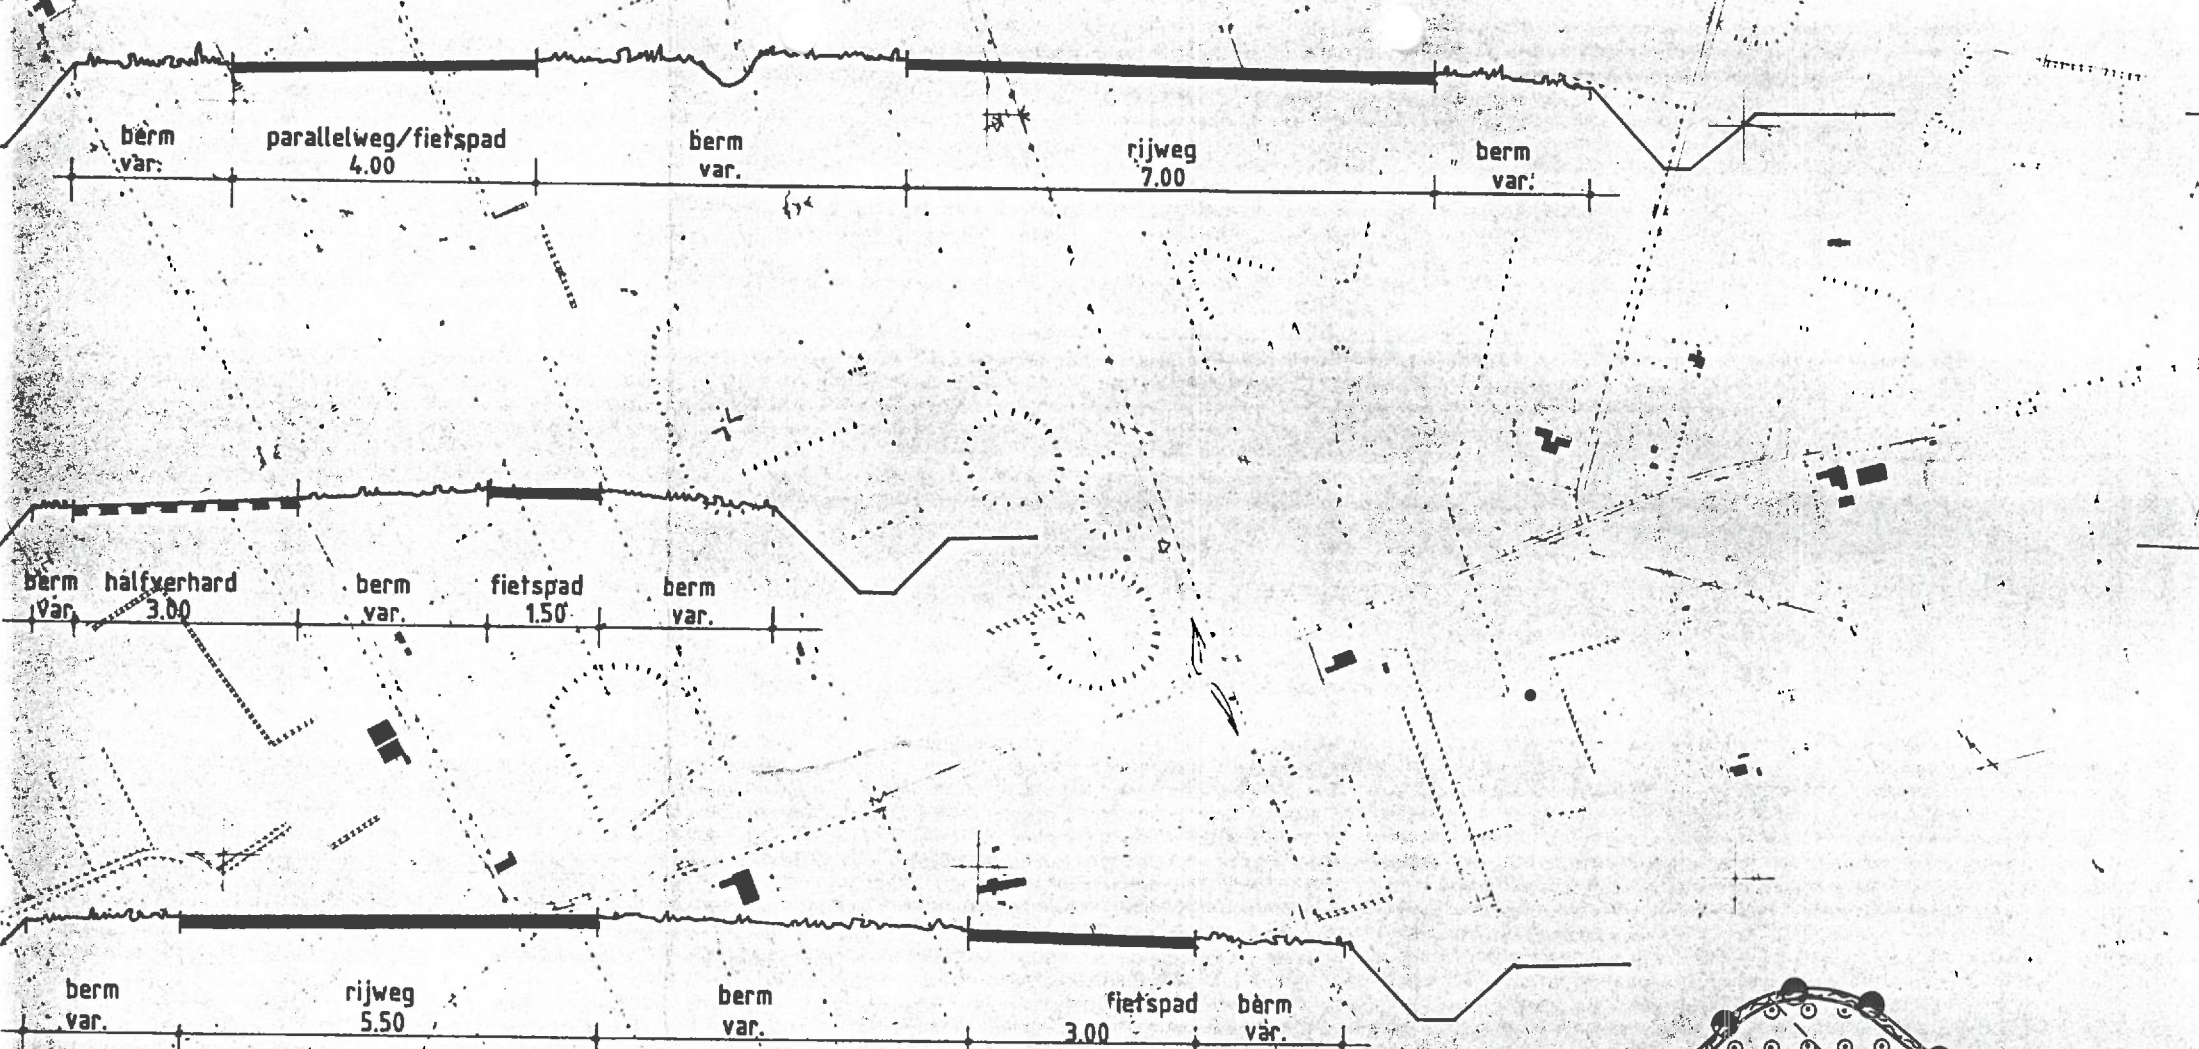 berm
var.
parallelweg/fietspad
4.00
berm
var.
rijweg
7.00
berm
var.
berm
var.
halfverhard
3.00
berm
var.
fietspad
1.50
berm
var.
berm
var.
rijweg
5.50
berm
var.
fietspad
3.00
berm
var.